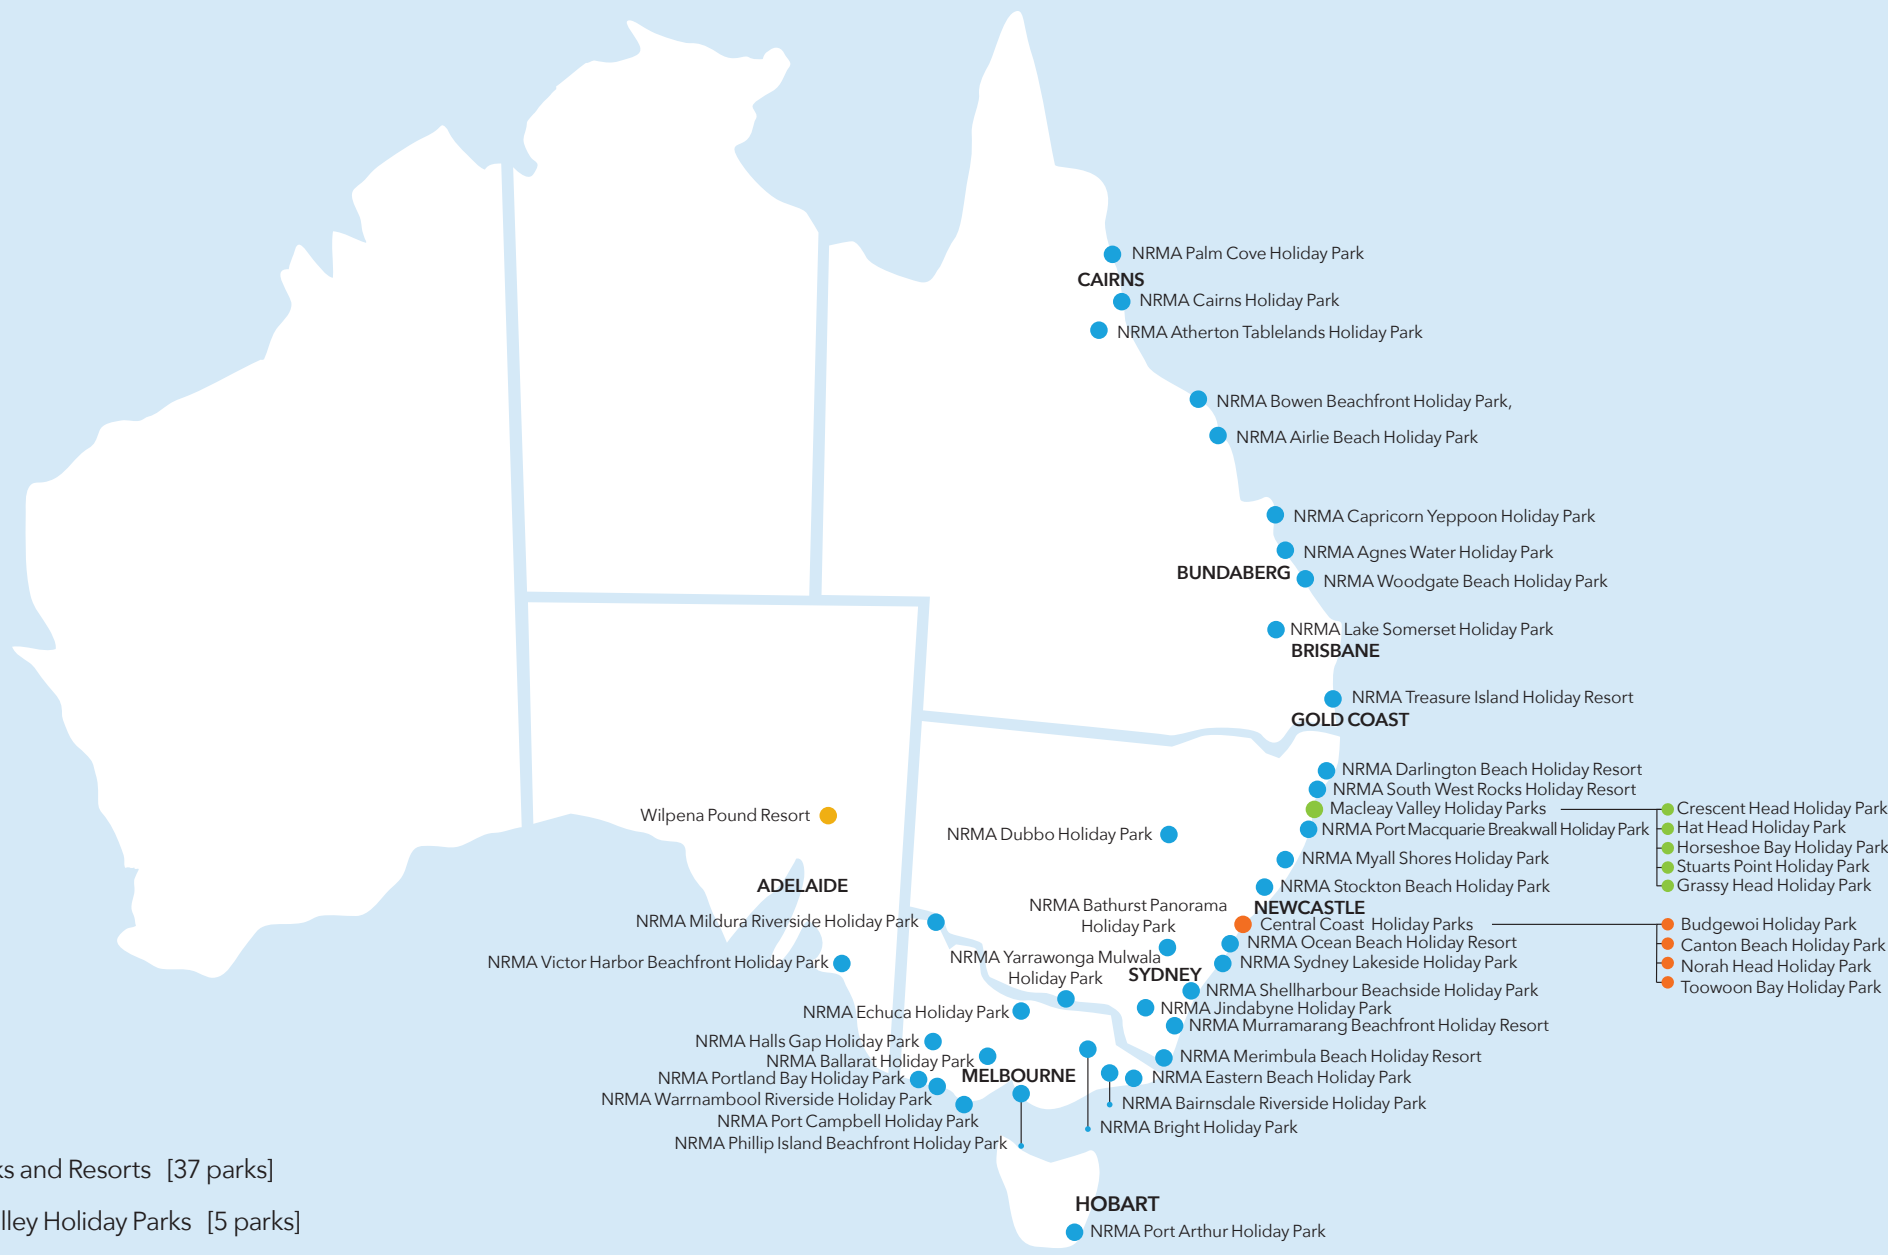 NRMA Palm Cove Holiday Park
CAIRNS
NRMA Cairns Holiday Park
NRMA Atherton Tablelands Holiday Park
NRMA Bowen Beachfront Holiday Park,
NRMA Airlie Beach Holiday Park
NRMA Capricorn Yeppoon Holiday Park
NRMA Agnes Water Holiday Park
BUNDABERG
NRMA Woodgate Beach Holiday Park
NRMA Lake Somerset Holiday Park
BRISBANE
NRMA Treasure Island Holiday Resort
GOLD COAST
NRMA Darlington Beach Holiday Resort
NRMA South West Rocks Holiday Resort
Macleay Valley Holiday Parks
Crescent Head Holiday Park
Hat Head Holiday Park
Horseshoe Bay Holiday Park
Stuarts Point Holiday Park
Grassy Head Holiday Park
NRMA Port Macquarie Breakwall Holiday Park
Wilpena Pound Resort
NRMA Dubbo Holiday Park
NRMA Myall Shores Holiday Park
ADELAIDE
NRMA Stockton Beach Holiday Park
NRMA Bathurst Panorama
Holiday Park
NEWCASTLE
Central Coast Holiday Parks
Budgewoi Holiday Park
Canton Beach Holiday Park
Norah Head Holiday Park
Toowoon Bay Holiday Park
NRMA Mildura Riverside Holiday Park
NRMA Ocean Beach Holiday Resort
NRMA Victor Harbor Beachfront Holiday Park
NRMA Yarrawonga Mulwala
Holiday Park
NRMA Sydney Lakeside Holiday Park
SYDNEY
NRMA Shellharbour Beachside Holiday Park
NRMA Echuca Holiday Park
NRMA Jindabyne Holiday Park
NRMA Murramarang Beachfront Holiday Resort
NRMA Halls Gap Holiday Park
NRMA Ballarat Holiday Park
NRMA Merimbula Beach Holiday Resort
MELBOURNE
NRMA Portland Bay Holiday Park
NRMA Eastern Beach Holiday Park
NRMA Warrnambool Riverside Holiday Park
NRMA Bairnsdale Riverside Holiday Park
NRMA Port Campbell Holiday Park
NRMA Bright Holiday Park
NRMA Phillip Island Beachfront Holiday Park
ks and Resorts [37 parks]
lley Holiday Parks [5 parks]
HOBART
NRMA Port Arthur Holiday Park